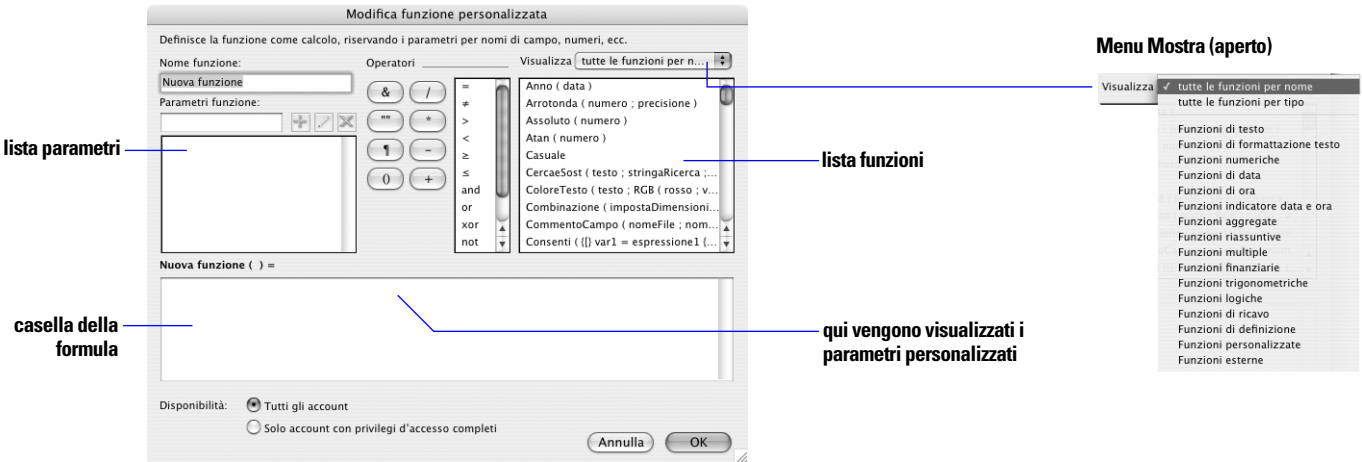 Modifica funzione personalizzata
Definisce la funzione come calcolo, riservando i parametri per nomi di campo, numeri, ecc.
Nome funzione:
Nuova funzione
Parametri funzione:
lista parametri
Operatori
& /
"" *
¶ -
() +
=
≠
>
<
≥
≤
and
or
xor
not
Visualizza tutte le funzioni per n...
Anno ( data )
Arrotonda ( numero ; precisione )
Assoluto ( numero )
Atan ( numero )
Casuale
CercaeSost ( testo ; stringaRicerca ;...
ColoreTesto ( testo ; RGB ( rosso ; v...
Combinazione ( impostaDimensioni...
CommentoCampo ( nomeFile ; nom...
Consenti ( {[} var1 = espressione1 {...
lista funzioni
Nuova funzione ( ) =
casella della
formula
qui vengono visualizzati i
parametri personalizzati
Disponibilità: Tutti gli account
Solo account con privilegi d'accesso completi
Annulla OK
Menu Mostra (aperto)
Visualizza ✓ tutte le funzioni per nome
tutte le funzioni per tipo
Funzioni di testo
Funzioni di formattazione testo
Funzioni numeriche
Funzioni di data
Funzioni di ora
Funzioni indicatore data e ora
Funzioni aggregate
Funzioni riassuntive
Funzioni multiple
Funzioni finanziarie
Funzioni trigonometriche
Funzioni logiche
Funzioni di ricavo
Funzioni di definizione
Funzioni personalizzate
Funzioni esterne